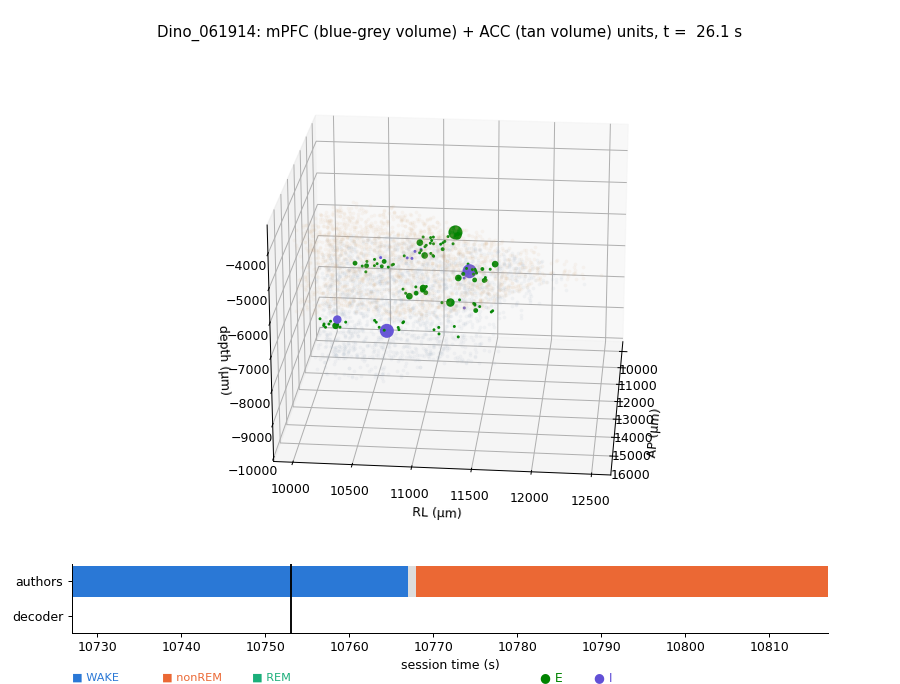 Dino_061914: mPFC (blue-grey volume) + ACC (tan volume) units, t =  26.1 s
−4000
−5000
−6000
−7000
−8000
−9000
−10000
depth (μm)
10000
11000
12000
13000
14000
15000
16000
AP (μm)
10000 10500 11000 11500 12000 12500
RL (μm)
authors
decoder
10730 10740 10750 10760 10770 10780 10790 10800 10810
session time (s)
WAKE nonREM REM E I